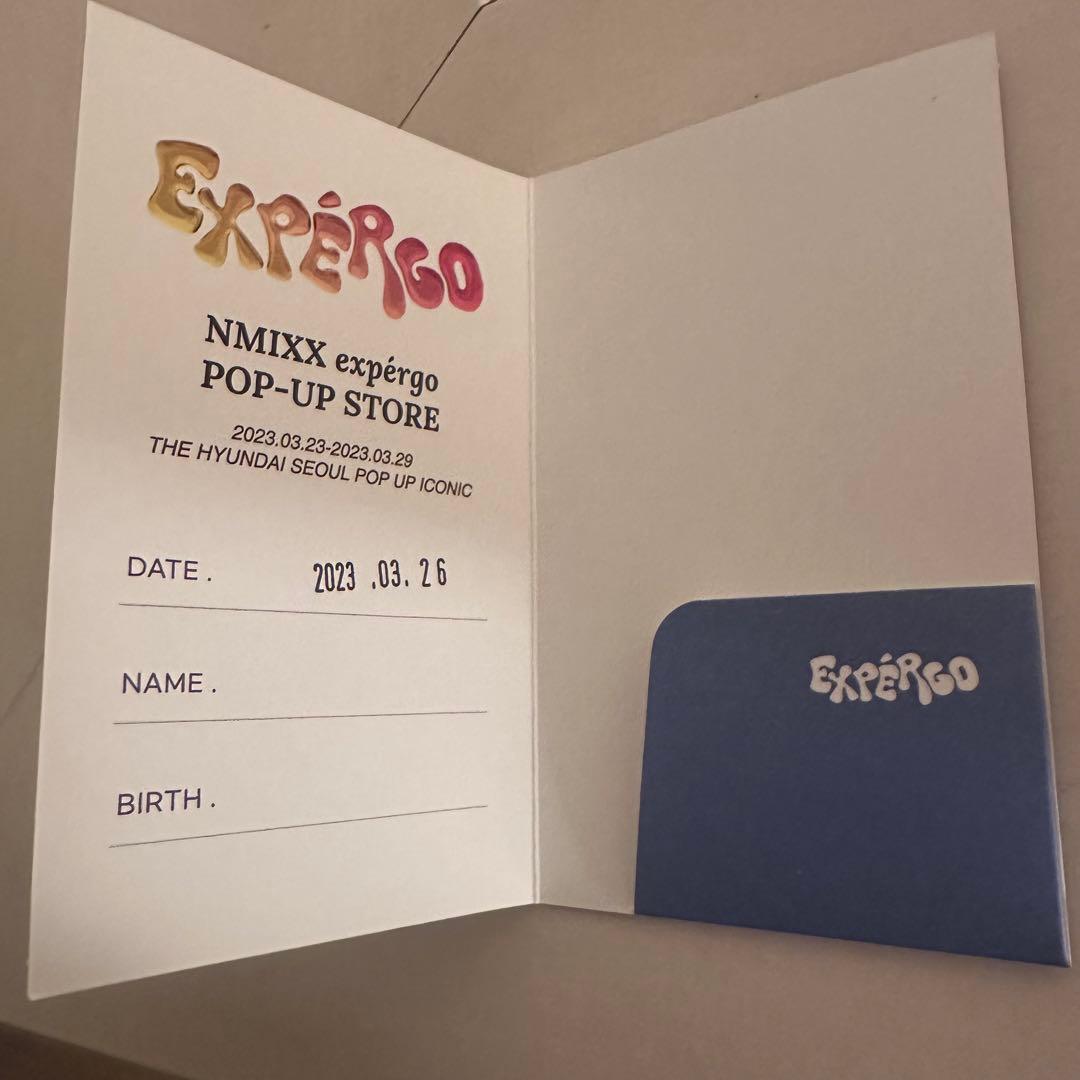 EXPÉRGO
NMIXX expérgo
POP-UP STORE
2023.03.23-2023.03.29
THE HYUNDAI SEOUL POP UP ICONIC
DATE . 2023 .03. 26
NAME .
BIRTH .
EXPÉRGO